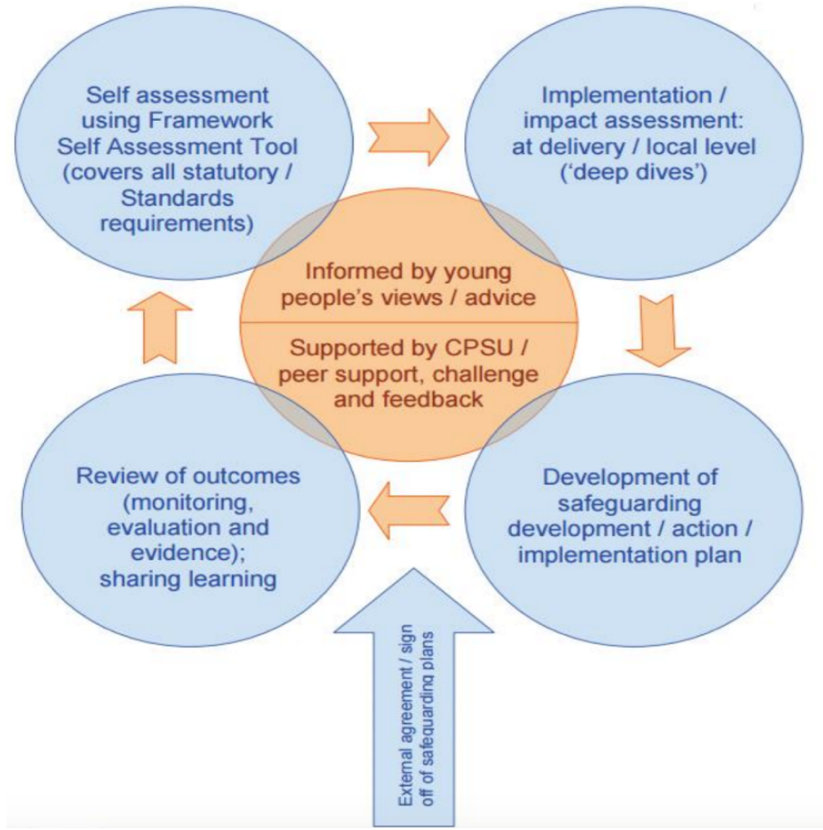 Self assessment
using Framework
Self Assessment Tool
(covers all statutory /
Standards
requirements)
Implementation /
impact assessment:
at delivery / local level
(‘deep dives’)
Informed by young
people’s views / advice
Supported by CPSU /
peer support, challenge
and feedback
Review of outcomes
(monitoring,
evaluation and
evidence);
sharing learning
Development of
safeguarding
development / action /
implementation plan
External agreement / sign
off of safeguarding plans